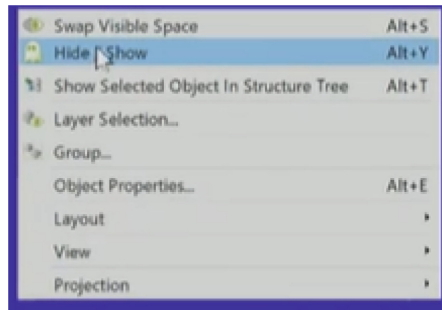 Swap Visible Space Alt+S
Hide Show Alt+Y
Show Selected Object In Structure Tree Alt+T
Layer Selection...
Group...
Object Properties... Alt+E
Layout
View
Projection